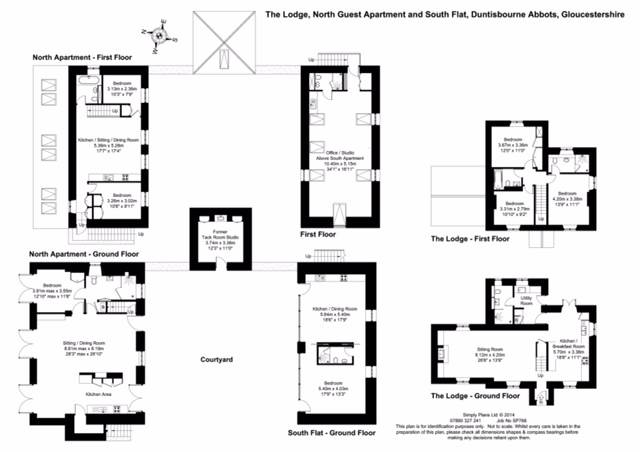 The Lodge, North Guest Apartment and South Flat, Duntisbourne Abbots, Gloucestershire
North Apartment - First Floor
Bedroom
3.13m x 2.36m
10'3" x 7'9"
Kitchen / Sitting / Dining Room
5.36m x 5.28m
17'7" x 17'4"
Bedroom
3.26m x 3.02m
10'8" x 9'11"
Office / Studio
Above South Apartment
10.40m x 5.15m
34'1" x 16'11"
First Floor
Bedroom
3.67m x 3.36m
12'0" x 11'0"
Bedroom
3.31m x 2.79m
10'10" x 9'2"
Bedroom
4.20m x 3.38m
13'9" x 11'1"
The Lodge - First Floor
Former
Tack Room Studio
3.74m x 3.36m
12'3" x 11'0"
North Apartment - Ground Floor
Bedroom
3.91m max x 3.55m
12'10" max x 11'8"
Sitting / Dining Room
8.61m max x 8.19m
28'3" max x 26'10"
Kitchen Area
Courtyard
Kitchen / Dining Room
5.64m x 5.40m
18'6" x 17'9"
Bedroom
5.40m x 4.03m
17'9" x 13'3"
South Flat - Ground Floor
Utility
Room
Sitting Room
8.12m x 4.20m
26'8" x 13'9"
Kitchen /
Breakfast Room
5.70m x 3.38m
18'8" x 11'1"
The Lodge - Ground Floor
Simply Plans Ltd © 2014
07890 327 241 Job No SP768
This plan is for identification purposes only. Not to scale. Whilst every care is taken in the
preparation of this plan, please check all dimensions shapes & compass bearings before
making any decisions reliant upon them.